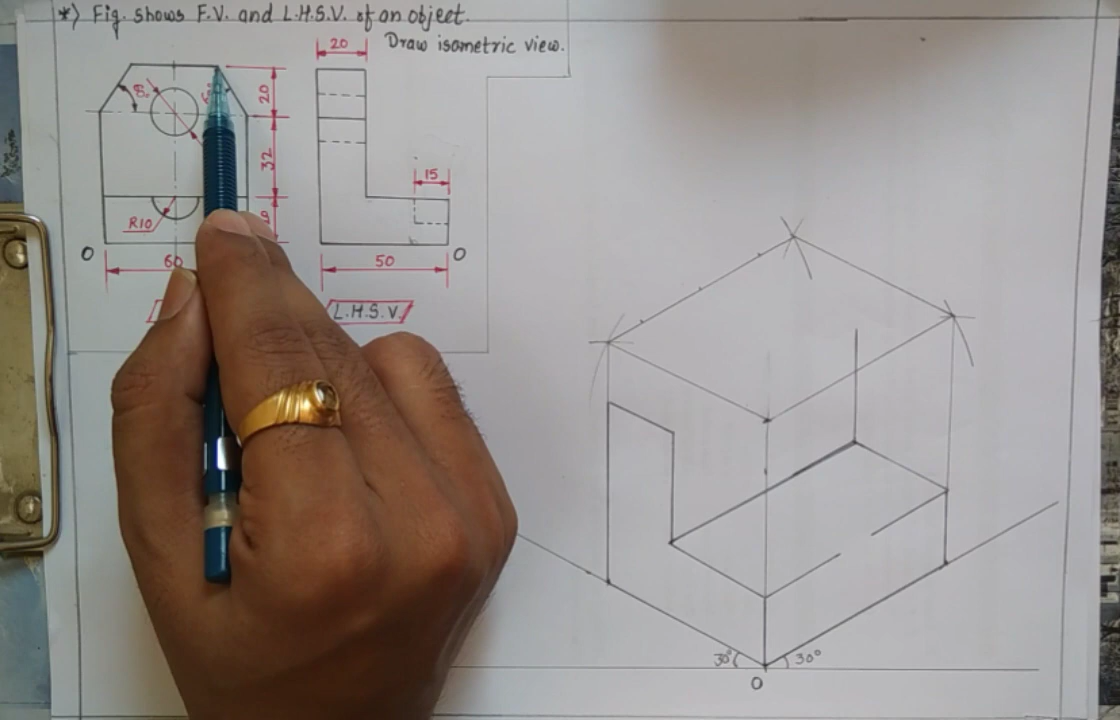 *) Fig. shows F.V. and L.H.S.V. of an object.
Draw isometric view.
20
20
32
15
R10
O
O
60
50
L.H.S.V.
30°
30°
O